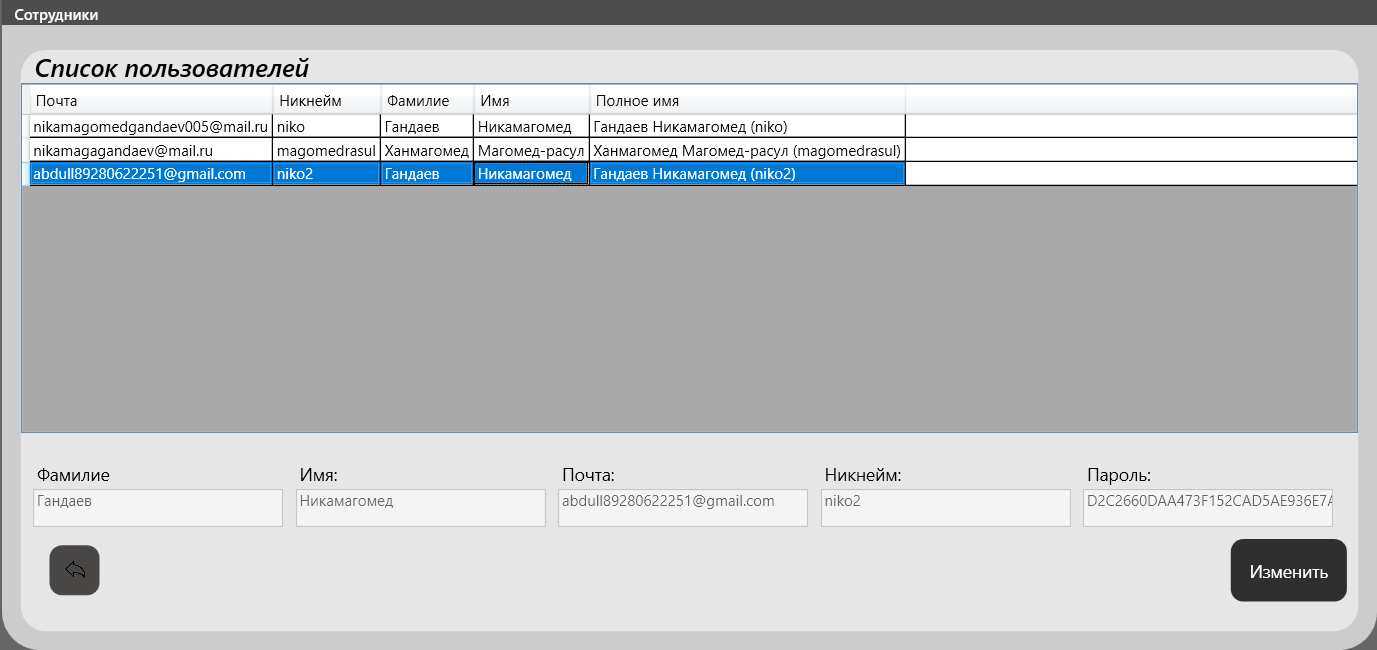 Сотрудники
Список пользователей
Почта Никнейм Фамилие Имя Полное имя
nikamagomedgandaev005@mail.ru niko Гандаев Никамагомед Гандаев Никамагомед (niko)
nikamagagandaev@mail.ru magomedrasul Ханмагомед Магомед-расул Ханмагомед Магомед-расул (magomedrasul)
abdull89280622251@gmail.com niko2 Гандаев Никамагомед Гандаев Никамагомед (niko2)
Фамилие Имя: Почта: Никнейм: Пароль:
Гандаев Никамагомед abdull89280622251@gmail.com niko2 D2C2660DAA473F152CAD5AE936E7A
Изменить